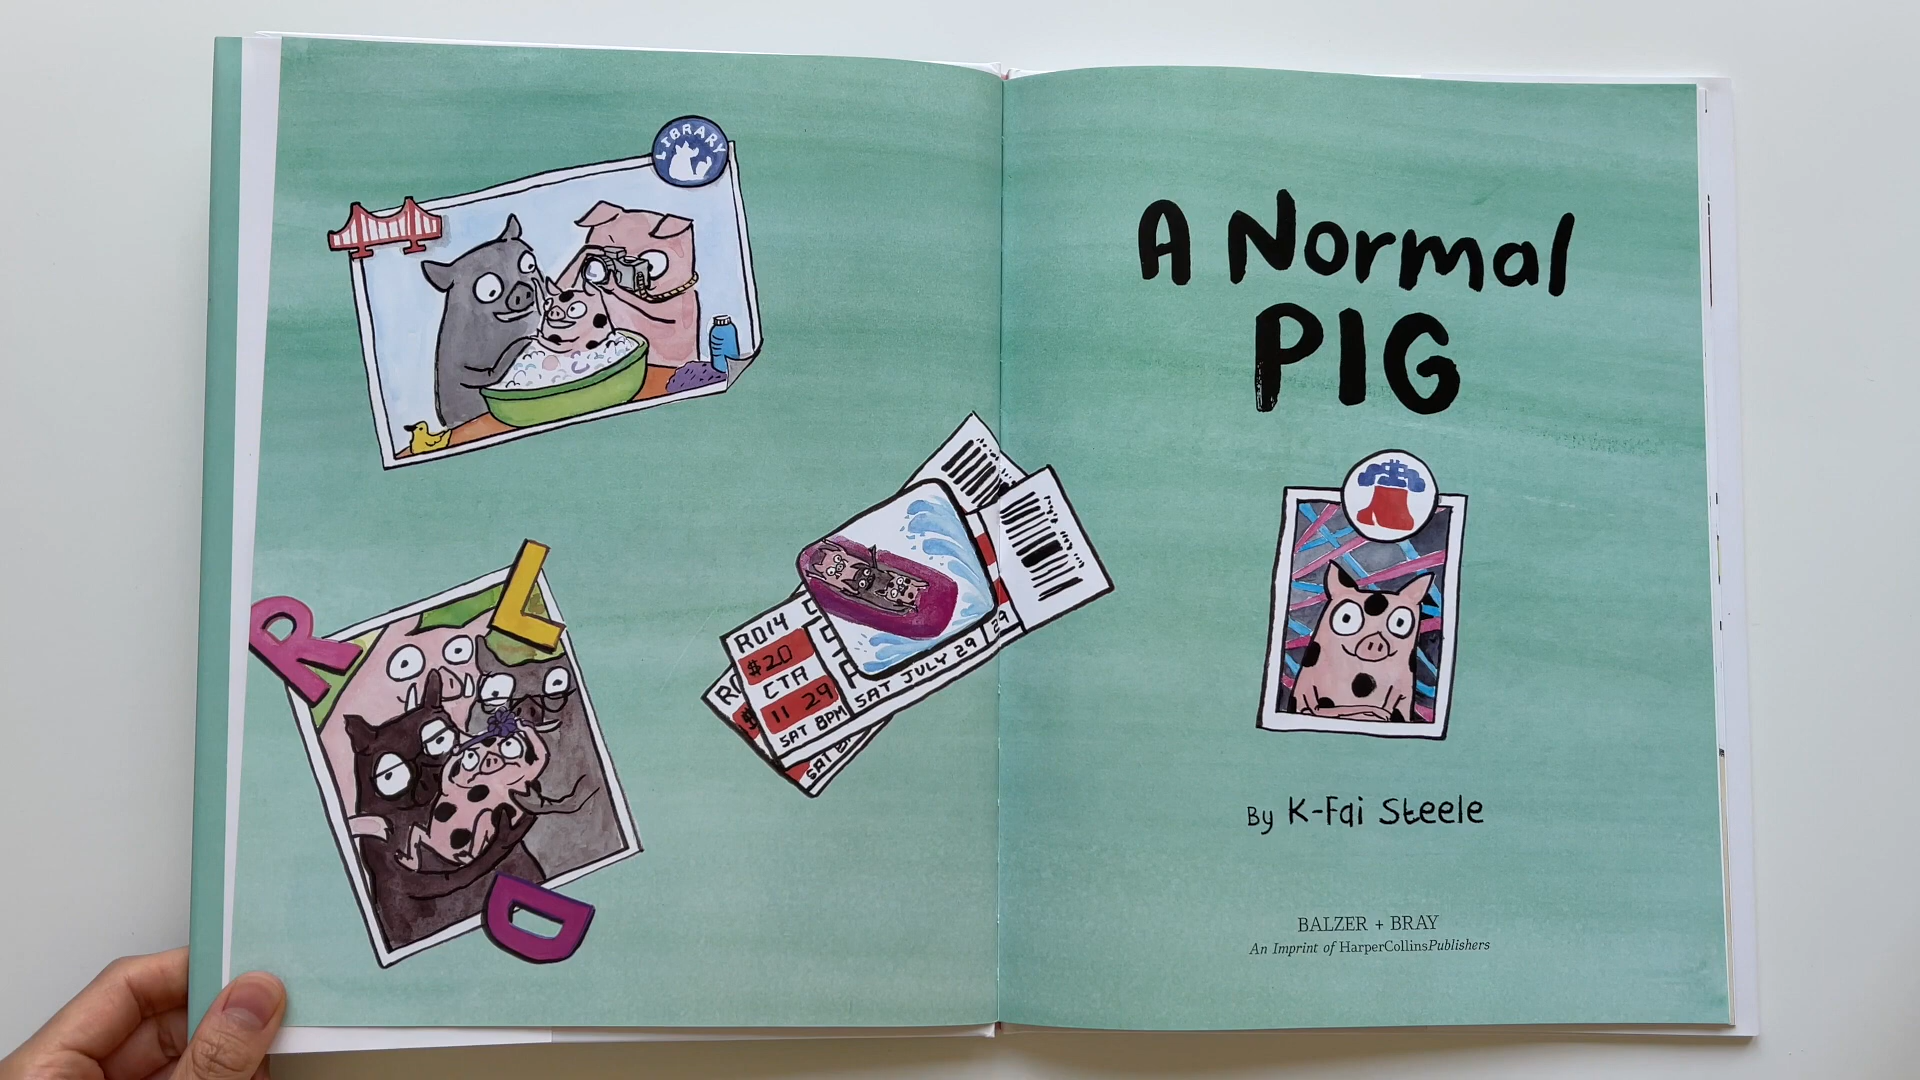 LIBRARY
R
L
D
RO14
$20
CTA
11 29
SAT 8PM
SAT JULY 29
29
A Normal
PIG
By K-Fai Steele
BALZER + BRAY
An Imprint of HarperCollinsPublishers